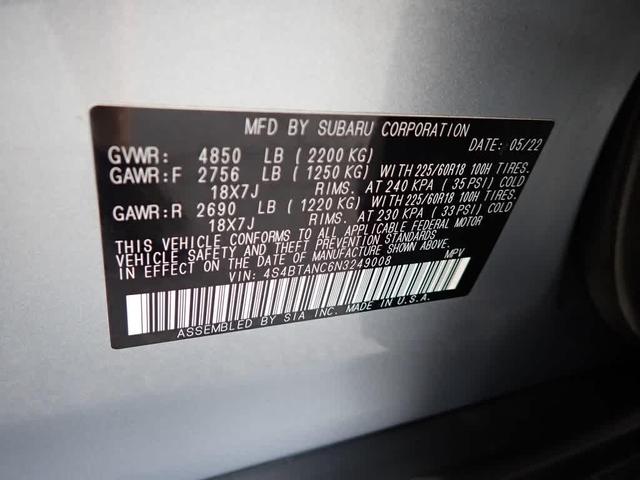 MFD BY SUBARU CORPORATION
DATE: 05/22
GVWR: 4850 LB (2200 KG)
GAWR:F 2756 LB (1250 KG) WITH 225/60R18 100H TIRES.
18X7J RIMS. AT 240 KPA (35 PSI) COLD
GAWR:R 2690 LB (1220 KG) WITH 225/60R18 100H TIRES.
18X7J RIMS. AT 230 KPA (33 PSI) COLD
THIS VEHICLE CONFORMS TO ALL APPLICABLE FEDERAL MOTOR
VEHICLE SAFETY AND THEFT PREVENTION STANDARDS
IN EFFECT ON THE DATE OF MANUFACTURE SHOWN ABOVE.
VIN: 4S4BTANC6N3249008 MPV
ASSEMBLED BY SIA INC. MADE IN U.S.A.